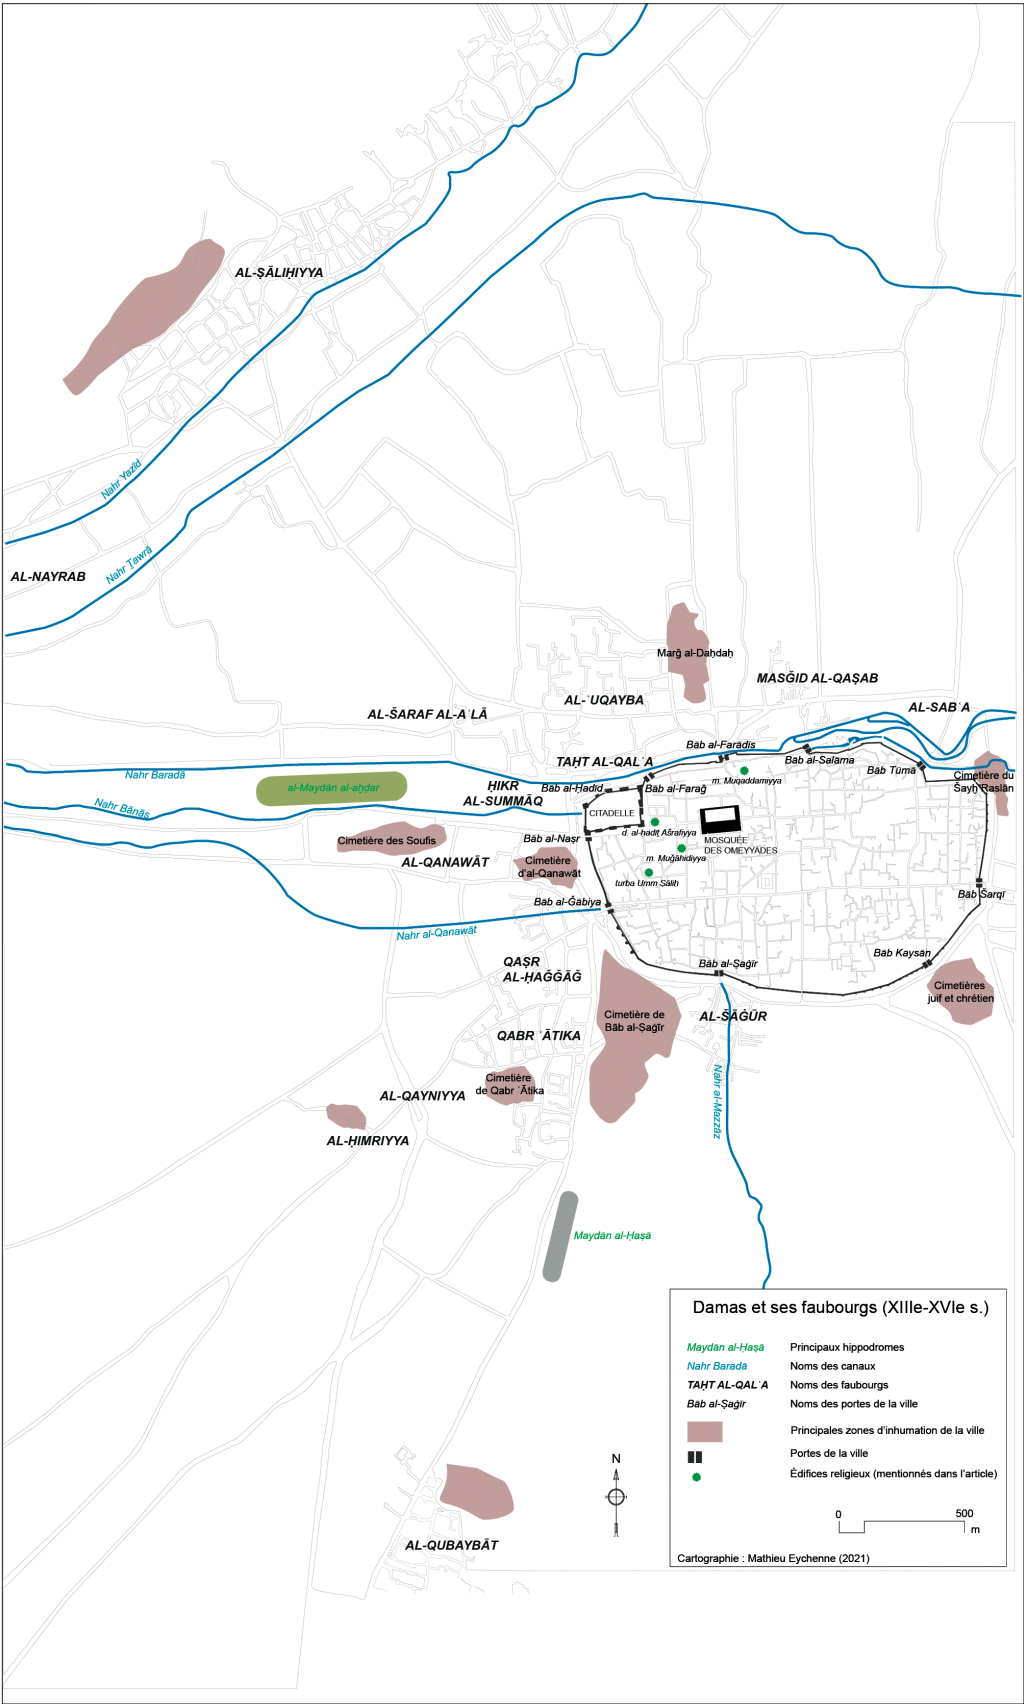 AL-ṢĀLIḤIYYA
Nahr Yazīd
Nahr Ṯawrā
AL-NAYRAB
Marǧ al-Daḥdaḥ
MASǦID AL-QAṢAB
AL-ʿUQAYBA
AL-SABʿA
AL-ŠARAF AL-AʿLĀ
Bāb al-Farādīs
Bāb al-Salāma
TAḤT AL-QALʿA
Bāb Tūmā
Nahr Baradā
m. Muqaddamiyya
Cimetière du
Šayḫ Raslān
al-Maydān al-aḫḍar
ḤIKR
AL-SUMMĀQ
Bāb al-Ḥadīd
Bāb al-Faraǧ
Nahr Bānās
CITADELLE
d. al-ḥadīṯ Ašrafiyya
MOSQUÉE
DES OMEYYADES
Cimetière des Soufis
Bāb al-Naṣr
m. Muǧāhidiyya
AL-QANAWĀT
Cimetière
d'al-Qanawāt
turba Umm Ṣāliḥ
Bāb Šarqī
Bāb al-Ǧābiya
Nahr al-Qanawāt
Bāb Kaysān
QAṢR
AL-ḤAǦǦĀǦ
Bāb al-Ṣaġīr
Cimetières
juif et chrétien
Cimetière de
Bāb al-Ṣaġīr
AL-ŠĀĠŪR
QABR ʿĀTIKA
Cimetière
de Qabr ʿĀtika
Nahr al-Mazzāz
AL-QAYNIYYA
AL-ḤIMRIYYA
Maydān al-Ḥaṣā
AL-QUBAYBĀT
N
Damas et ses faubourgs (XIIIe-XVIe s.)
Maydān al-Ḥaṣā Principaux hippodromes
Nahr Baradā Noms des canaux
TAḤT AL-QALʿA Noms des faubourgs
Bāb al-Ṣaġīr Noms des portes de la ville
Principales zones d'inhumation de la ville
Portes de la ville
Édifices religieux (mentionnés dans l'article)
0 500
m
Cartographie : Mathieu Eychenne (2021)